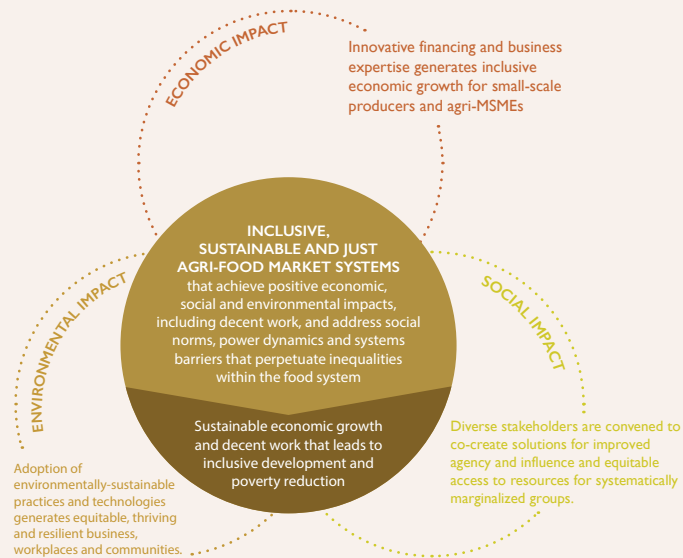 ECONOMIC IMPACT
Innovative financing and business
expertise generates inclusive
economic growth for small-scale
producers and agri-MSMEs
INCLUSIVE,
SUSTAINABLE AND JUST
AGRI-FOOD MARKET SYSTEMS
that achieve positive economic,
social and environmental impacts,
including decent work, and address social
norms, power dynamics and systems
barriers that perpetuate inequalities
within the food system
Sustainable economic growth
and decent work that leads to
inclusive development and
poverty reduction
ENVIRONMENTAL IMPACT
Adoption of
environmentally-sustainable
practices and technologies
generates equitable, thriving
and resilient business,
workplaces and communities.
SOCIAL IMPACT
Diverse stakeholders are convened to
co-create solutions for improved
agency and influence and equitable
access to resources for systematically
marginalized groups.